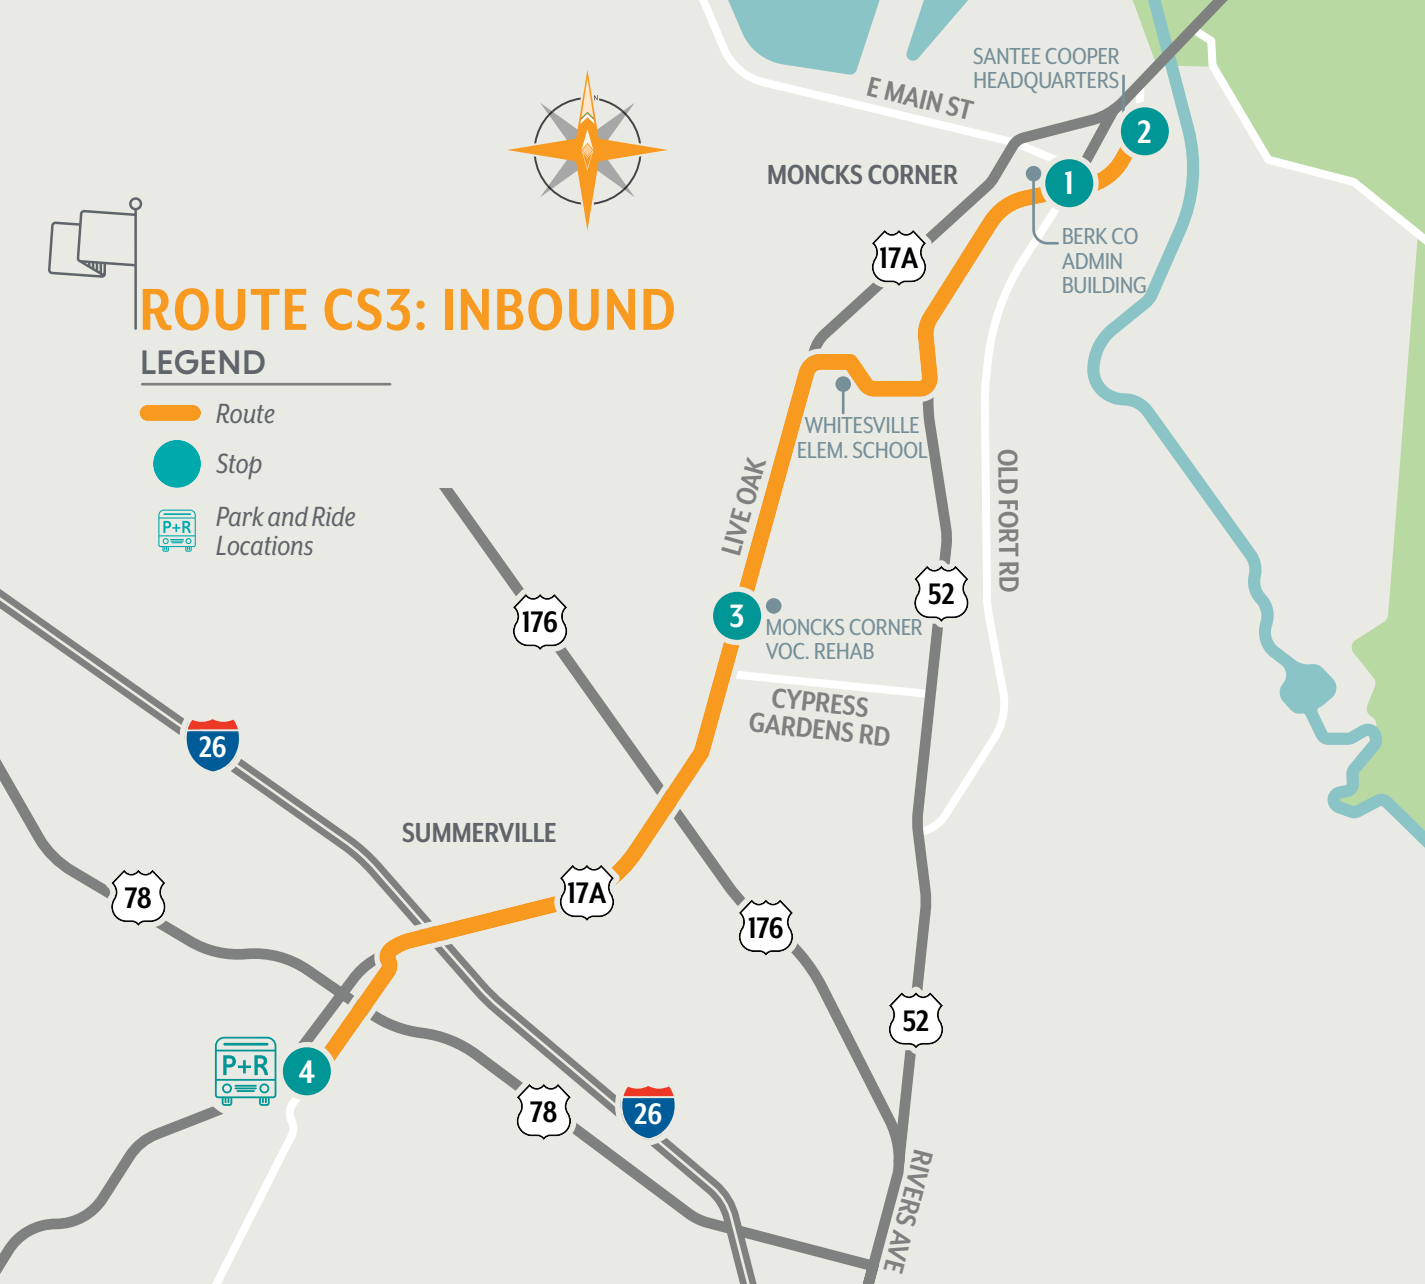 SANTEE COOPER
HEADQUARTERS
E MAIN ST
N
2
MONCKS CORNER
1
BERK CO
ADMIN
BUILDING
17A
ROUTE CS3: INBOUND
LEGEND
Route
Stop
P+R
Park and Ride
Locations
WHITESVILLE
ELEM. SCHOOL
LIVE OAK
OLD FORT RD
176
52
3
MONCKS CORNER
VOC. REHAB
CYPRESS
GARDENS RD
26
SUMMERVILLE
78
17A
176
52
P+R
4
78
26
RIVERS AVE